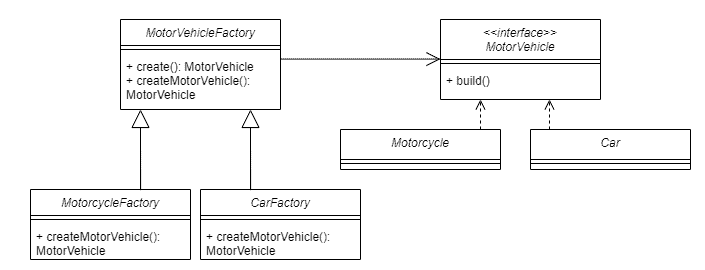 MotorVehicleFactory
+ create(): MotorVehicle
+ createMotorVehicle():
MotorVehicle
<<interface>>
MotorVehicle
+ build()
Motorcycle
Car
MotorcycleFactory
+ createMotorVehicle():
MotorVehicle
CarFactory
+ createMotorVehicle():
MotorVehicle